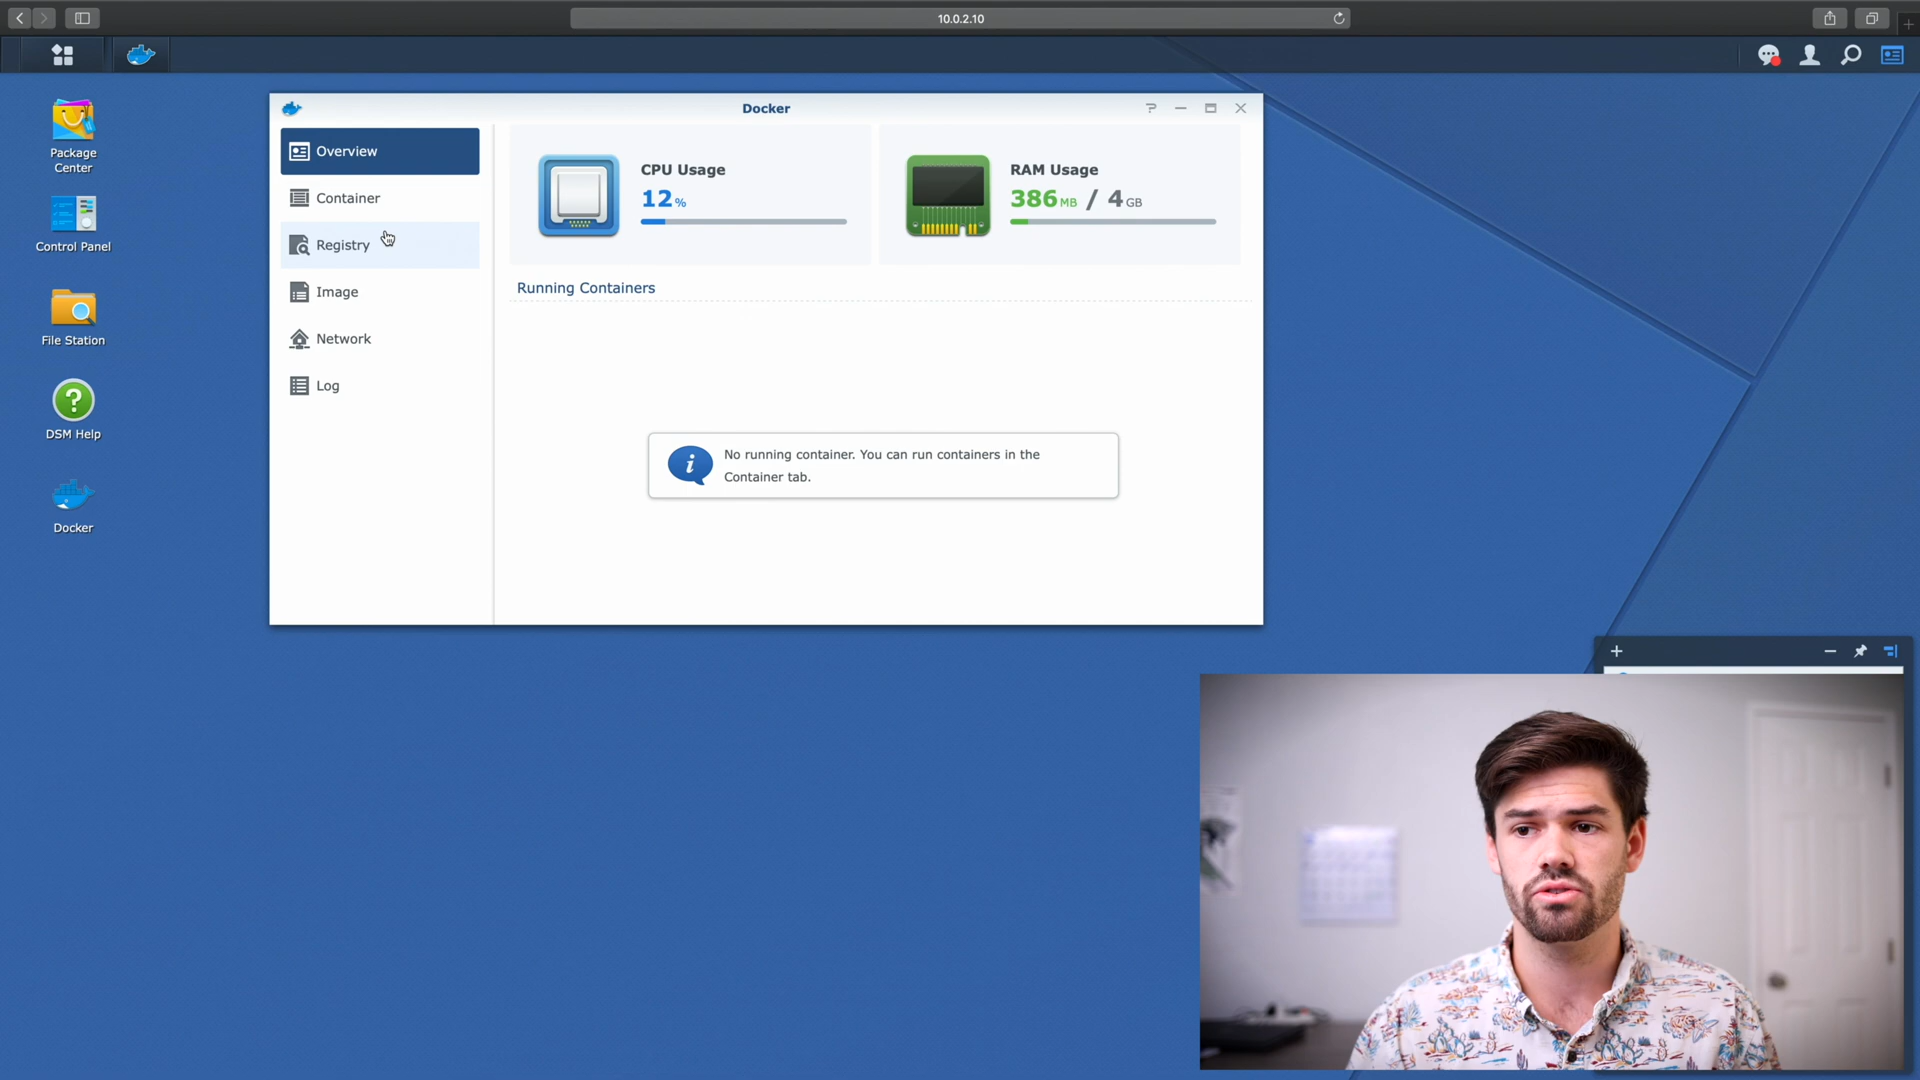 10.0.2.10
Package
Center
Control Panel
File Station
DSM Help
Docker
Docker
Overview
Container
Registry
Image
Network
Log
CPU Usage
12 %
RAM Usage
386 MB / 4 GB
Running Containers
No running container. You can run containers in the
Container tab.